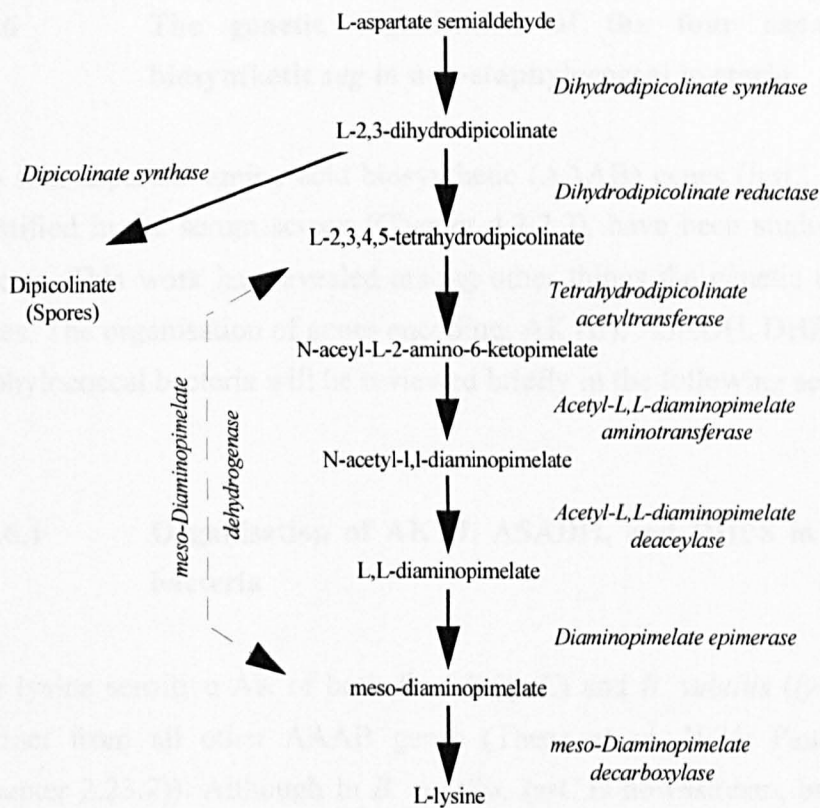 L-aspartate semialdehyde
Dihydrodipicolinate synthase
L-2,3-dihydrodipicolinate
Dipicolinate synthase
Dihydrodipicolinate reductase
L-2,3,4,5-tetrahydrodipicolinate
Dipicolinate
(Spores)
Tetrahydrodipicolinate
acetyltransferase
N-aceyl-L-2-amino-6-ketopimelate
meso-Diaminopimelate
dehydrogenase
Acetyl-L,L-diaminopimelate
aminotransferase
N-acetyl-l,l-diaminopimelate
Acetyl-L,L-diaminopimelate
deaceylase
L,L-diaminopimelate
Diaminopimelate epimerase
meso-diaminopimelate
meso-Diaminopimelate
decarboxylase
L-lysine